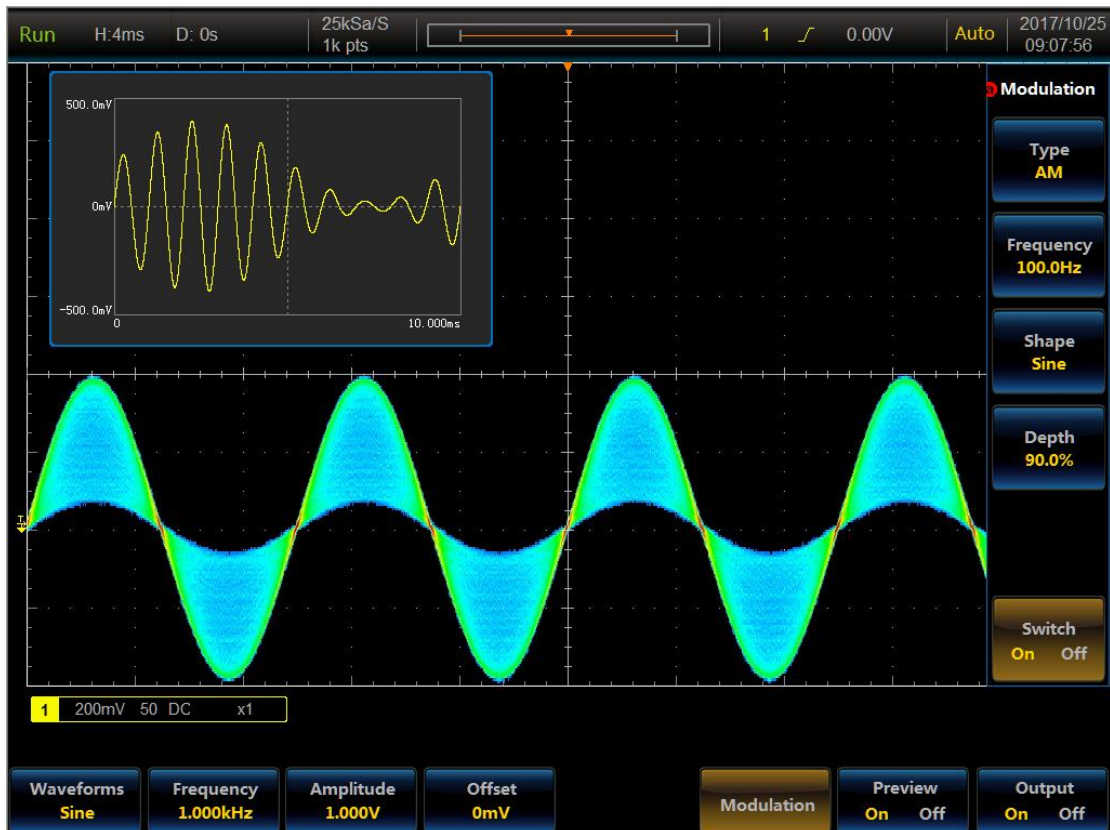 Run H:4ms D: 0s 25kSa/S 1 0.00V Auto 2017/10/25
1k pts 09:07:56
Modulation
500.0mV
0mV
-500.0mV
0 10.000ms
Type
AM
Frequency
100.0Hz
Shape
Sine
Depth
90.0%
Switch
On Off
1 200mV 50 DC x1
Waveforms Frequency Amplitude Offset Modulation Preview Output
Sine 1.000kHz 1.000V 0mV On Off On Off